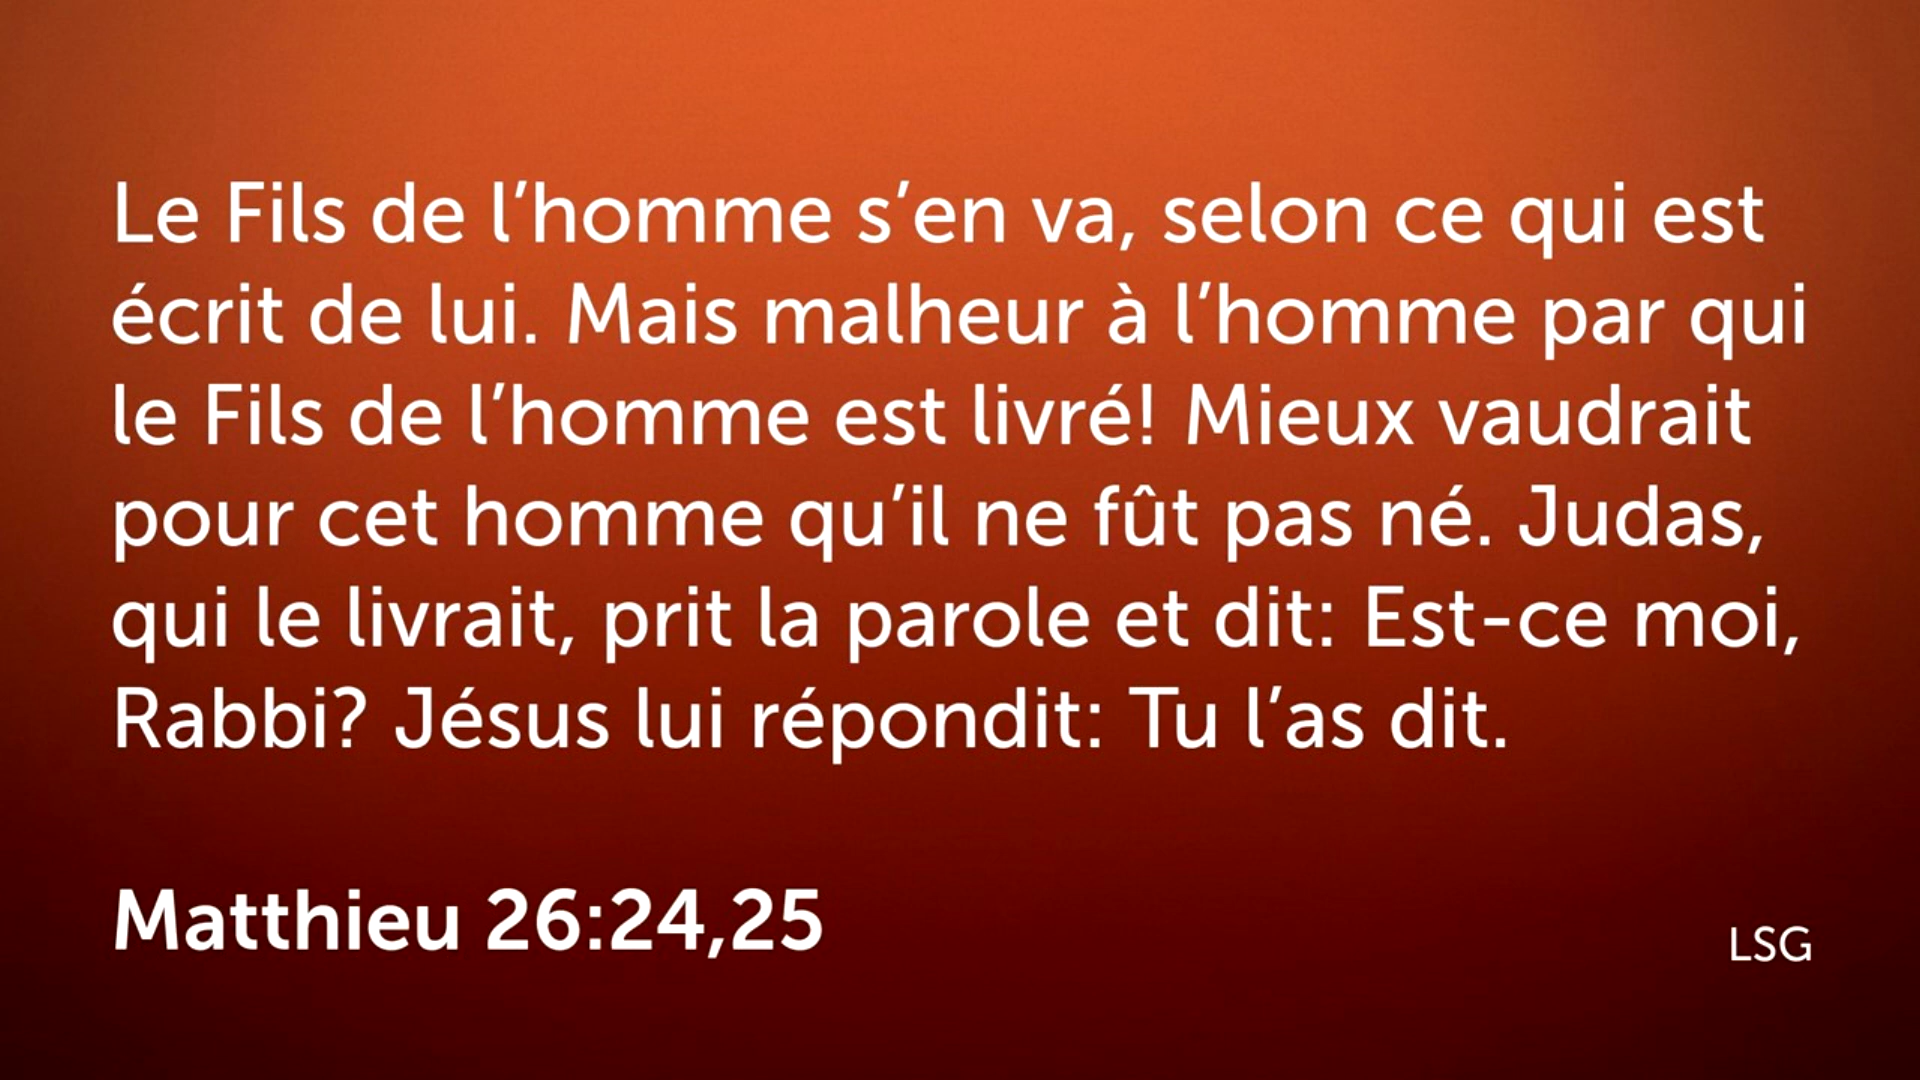 Le Fils de l’homme s’en va, selon ce qui est
écrit de lui. Mais malheur à l’homme par qui
le Fils de l’homme est livré! Mieux vaudrait
pour cet homme qu’il ne fût pas né. Judas,
qui le livrait, prit la parole et dit: Est-ce moi,
Rabbi? Jésus lui répondit: Tu l’as dit.
Matthieu 26:24,25
LSG